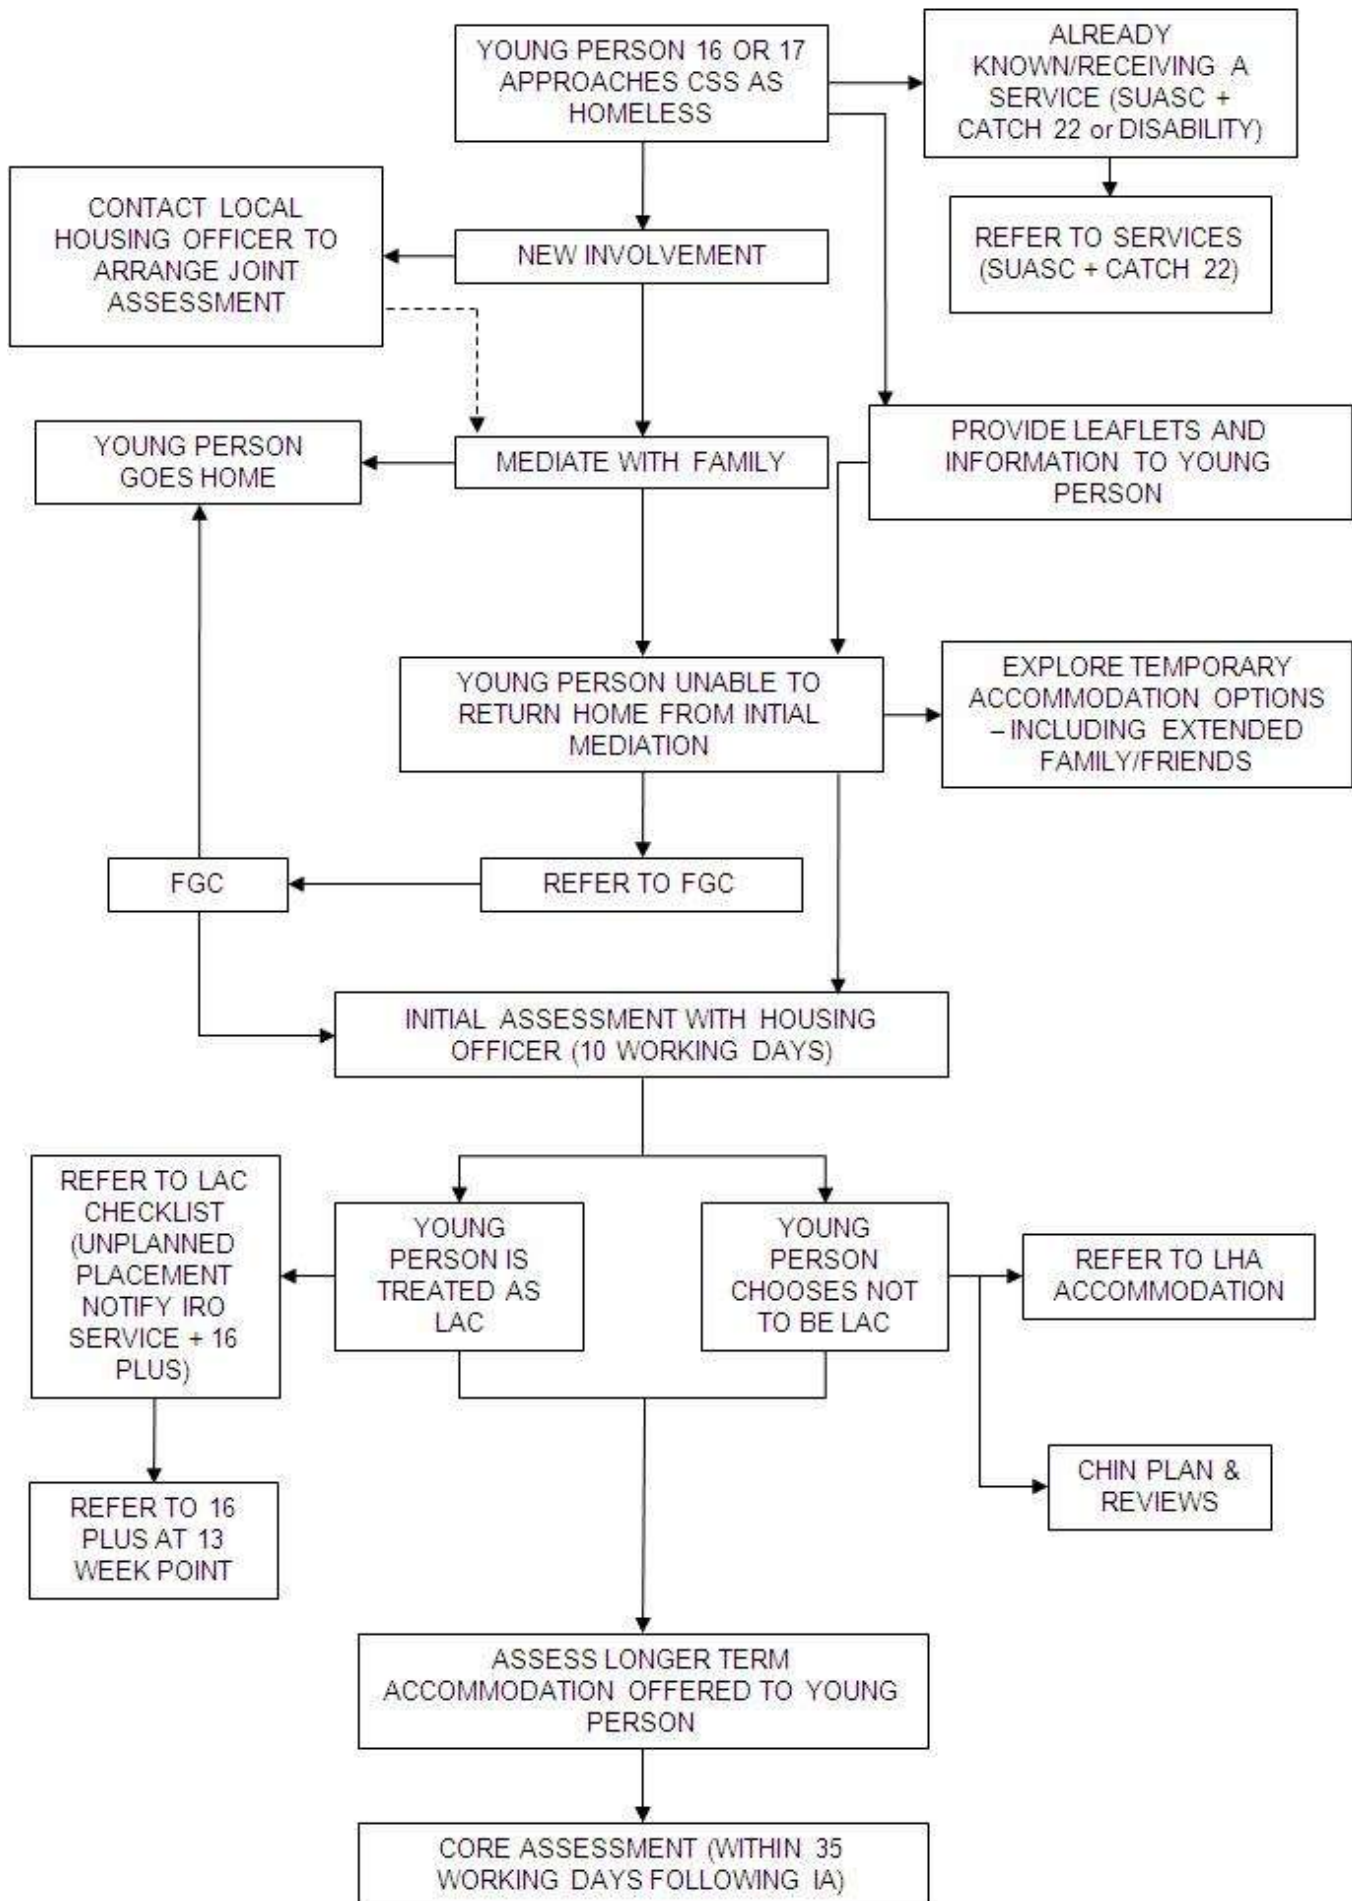 YOUNG PERSON 16 OR 17
APPROACHES CSS AS
HOMELESS
ALREADY
KNOWN/RECEIVING A
SERVICE (SUASC +
CATCH 22 or DISABILITY)
CONTACT LOCAL
HOUSING OFFICER TO
ARRANGE JOINT
ASSESSMENT
NEW INVOLVEMENT
REFER TO SERVICES
(SUASC + CATCH 22)
YOUNG PERSON
GOES HOME
MEDIATE WITH FAMILY
PROVIDE LEAFLETS AND
INFORMATION TO YOUNG
PERSON
YOUNG PERSON UNABLE TO
RETURN HOME FROM INTIAL
MEDIATION
EXPLORE TEMPORARY
ACCOMMODATION OPTIONS
– INCLUDING EXTENDED
FAMILY/FRIENDS
FGC
REFER TO FGC
INITIAL ASSESSMENT WITH HOUSING
OFFICER (10 WORKING DAYS)
REFER TO LAC
CHECKLIST
(UNPLANNED
PLACEMENT
NOTIFY IRO
SERVICE + 16
PLUS)
YOUNG
PERSON IS
TREATED AS
LAC
YOUNG
PERSON
CHOOSES NOT
TO BE LAC
REFER TO LHA
ACCOMMODATION
REFER TO 16
PLUS AT 13
WEEK POINT
CHIN PLAN &
REVIEWS
ASSESS LONGER TERM
ACCOMMODATION OFFERED TO YOUNG
PERSON
CORE ASSESSMENT (WITHIN 35
WORKING DAYS FOLLOWING IA)